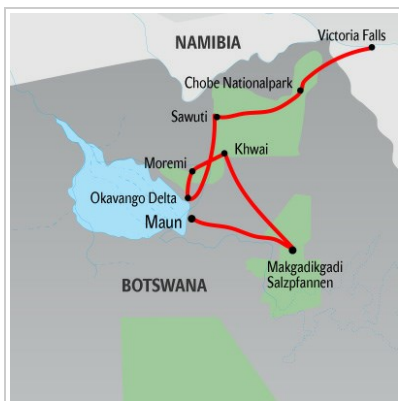 Victoria Falls
NAMIBIA
Chobe Nationalpark
Sawuti
Khwai
Moremi
Okavango Delta
Maun
Makgadikgadi
Salzpfannen
BOTSWANA